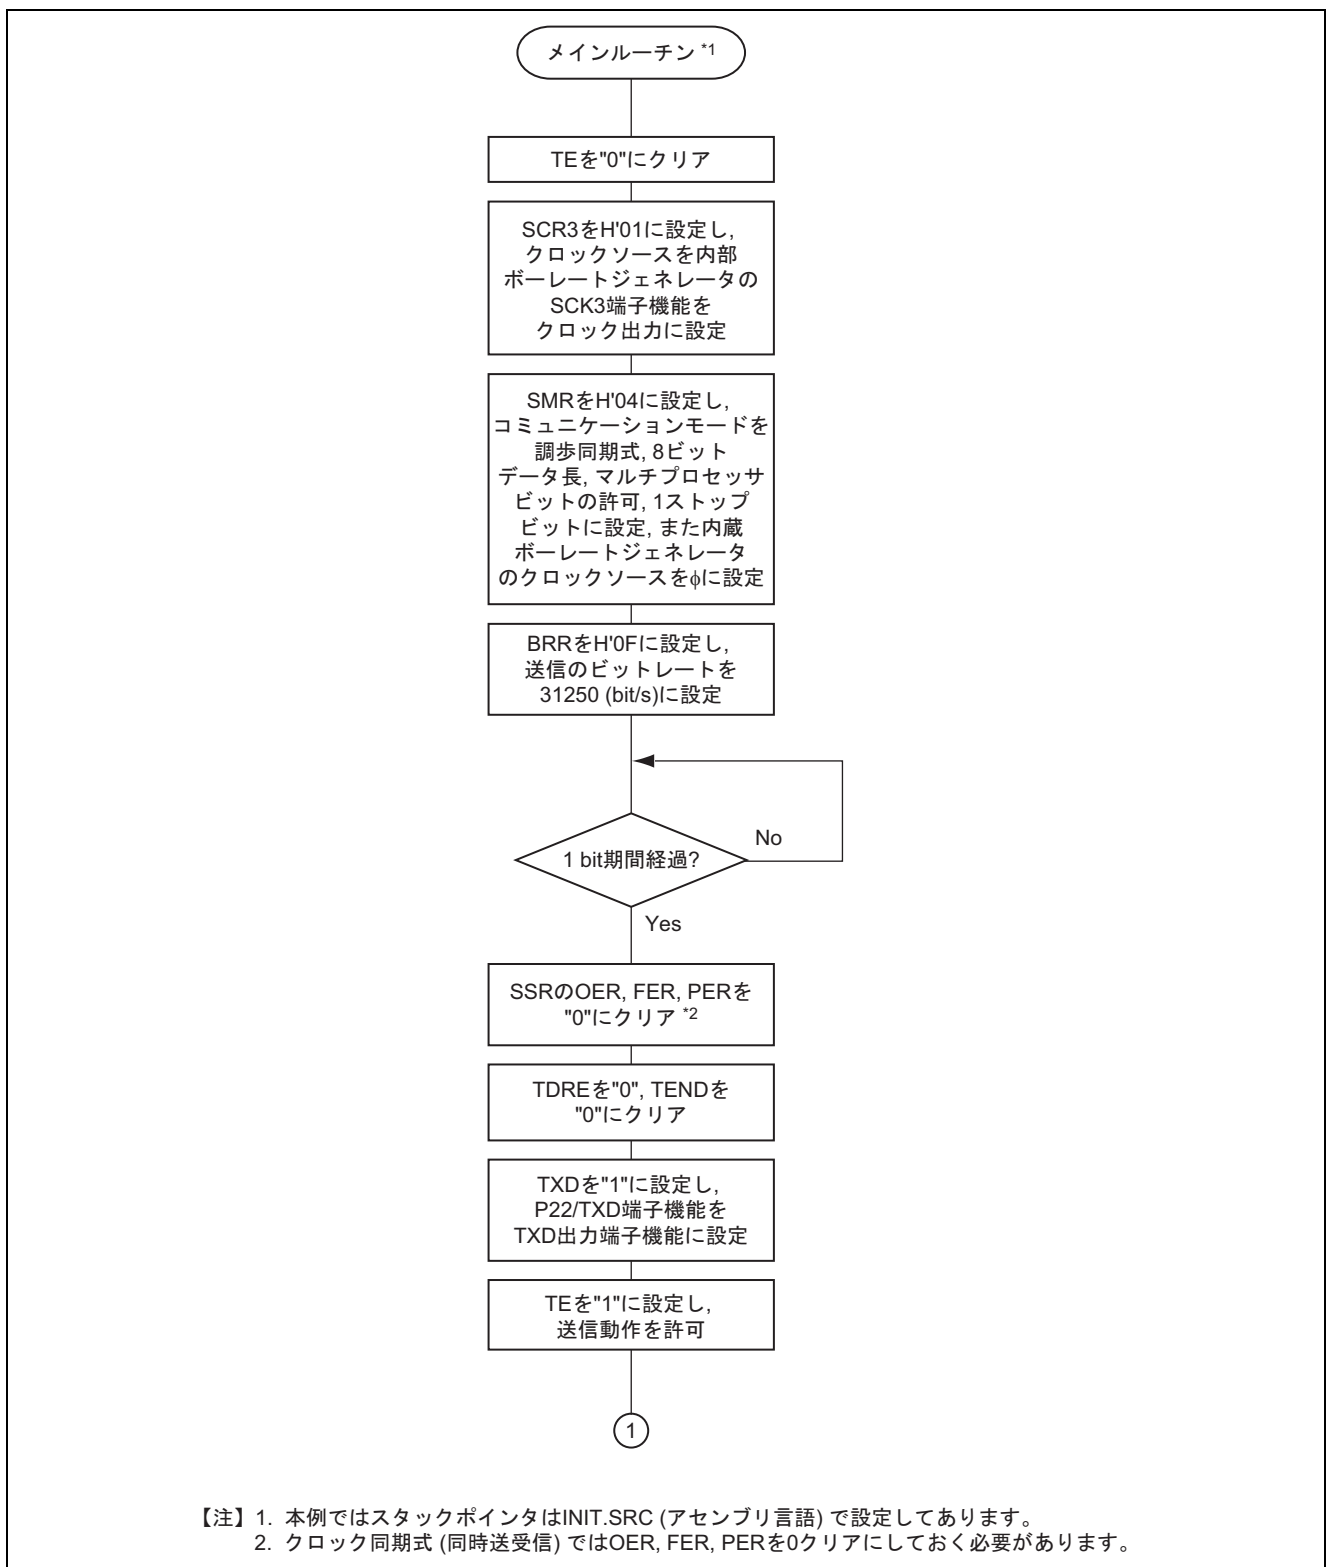 メインルーチン *1
TEを"0"にクリア
SCR3をH'01に設定し,
クロックソースを内部
ボーレートジェネレータの
SCK3端子機能を
クロック出力に設定
SMRをH'04に設定し,
コミュニケーションモードを
調歩同期式, 8ビット
データ長, マルチプロセッサ
ビットの許可, 1ストップ
ビットに設定, また内蔵
ボーレートジェネレータ
のクロックソースをφに設定
BRRをH'0Fに設定し,
送信のビットレートを
31250 (bit/s)に設定
No
1 bit期間経過?
Yes
SSRのOER, FER, PERを
"0"にクリア *2
TDREを"0", TENDを
"0"にクリア
TXDを"1"に設定し,
P22/TXD端子機能を
TXD出力端子機能に設定
TEを"1"に設定し,
送信動作を許可
1
【注】1. 本例ではスタックポインタはINIT.SRC (アセンブリ言語) で設定してあります。
2. クロック同期式 (同時送受信) ではOER, FER, PERを0クリアにしておく必要があります。